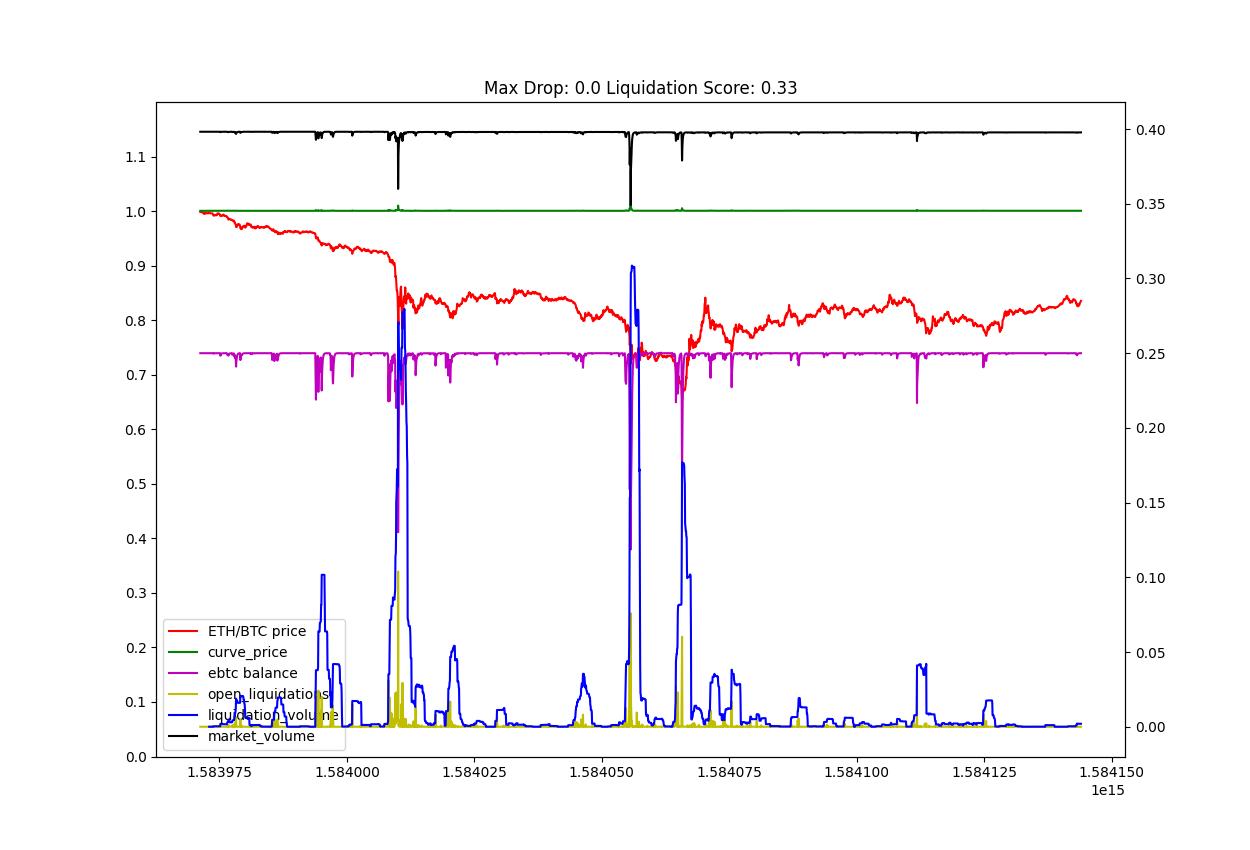 Max Drop: 0.0 Liquidation Score: 0.33
1.1
1.0
0.9
0.8
0.7
0.6
0.5
0.4
0.3
0.2
0.1
0.0
0.40
0.35
0.30
0.25
0.20
0.15
0.10
0.05
0.00
ETH/BTC price
curve_price
ebtc balance
open_liquidations
liquidation_volume
market_volume
1.583975 1.584000 1.584025 1.584050 1.584075 1.584100 1.584125 1.584150
1e15